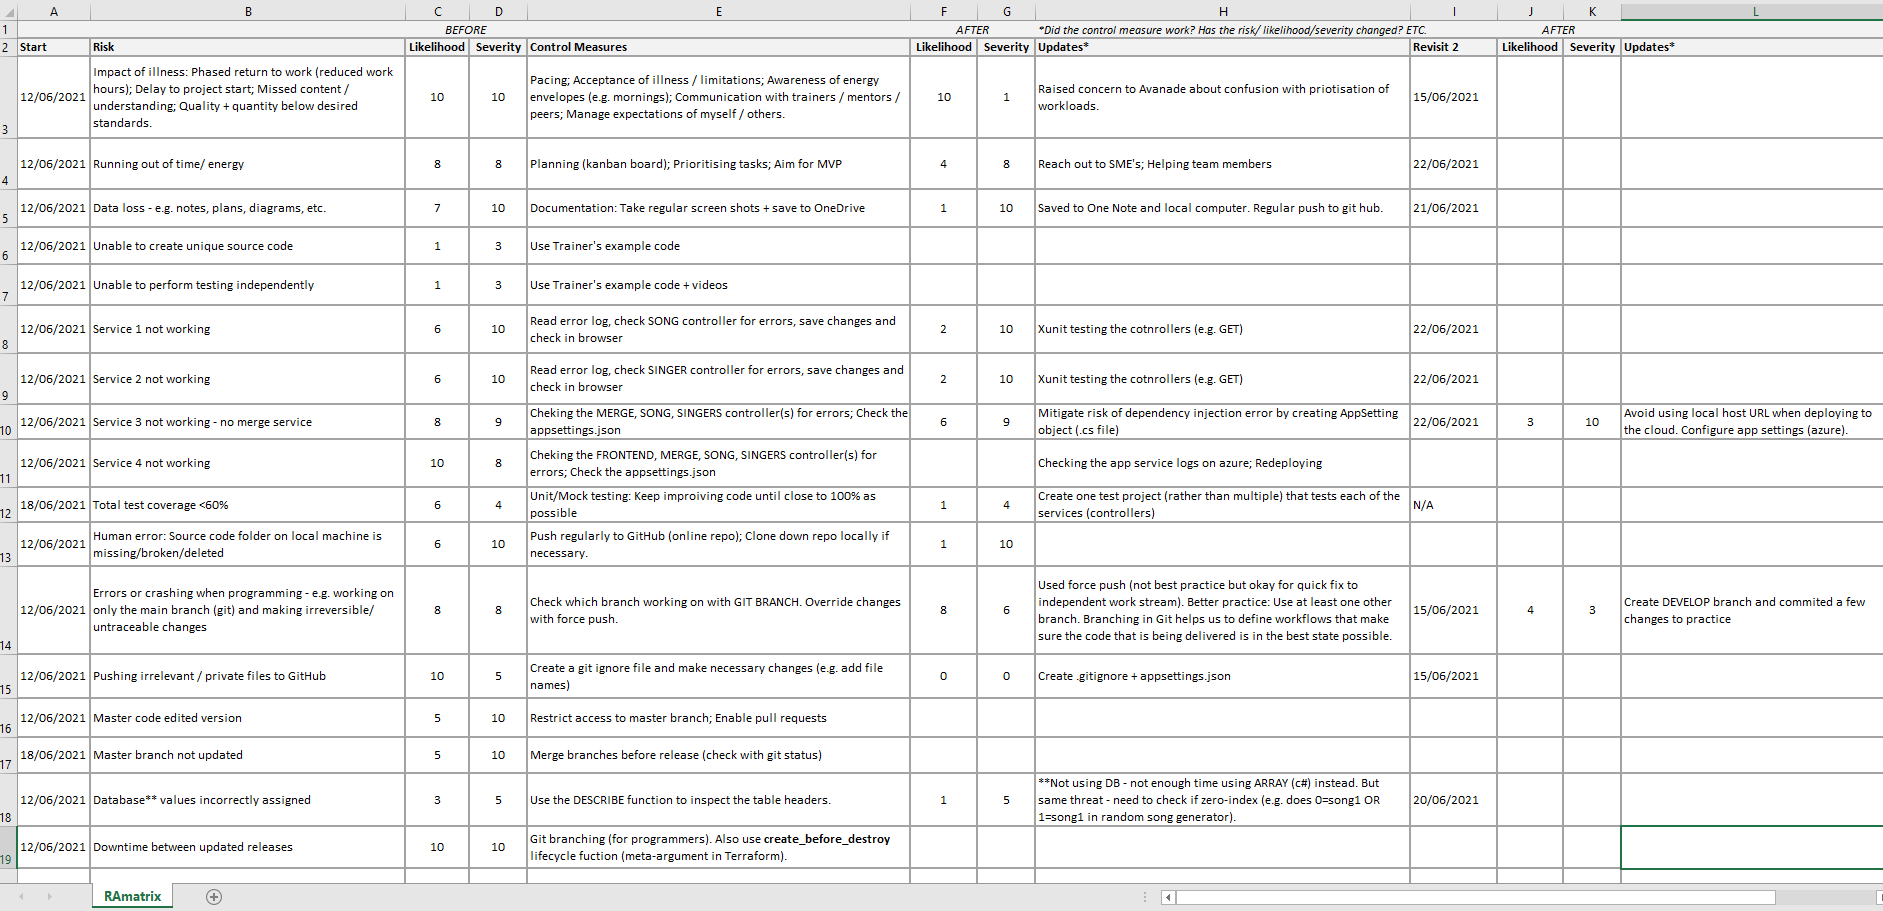 A B C D E F G H I J K L
1 BEFORE AFTER *Did the control measure work? Has the risk/ likelihood/severity changed? ETC. AFTER
2 Start Risk Likelihood Severity Control Measures Likelihood Severity Updates* Revisit 2 Likelihood Severity Updates*
3 12/06/2021
Impact of illness: Phased return to work (reduced work
hours); Delay to project start; Missed content /
understanding; Quality + quantity below desired
standards.
10 10
Pacing; Acceptance of illness / limitations; Awareness of energy
envelopes (e.g. mornings); Communication with trainers / mentors /
peers; Manage expectations of myself / others.
10 1
Raised concern to Avanade about confusion with priotisation of
workloads.
15/06/2021
4 12/06/2021 Running out of time/ energy 8 8 Planning (kanban board); Prioritising tasks; Aim for MVP 4 8 Reach out to SME's; Helping team members 22/06/2021
5 12/06/2021 Data loss - e.g. notes, plans, diagrams, etc. 7 10 Documentation: Take regular screen shots + save to OneDrive 1 10 Saved to One Note and local computer. Regular push to git hub. 21/06/2021
6 12/06/2021 Unable to create unique source code 1 3 Use Trainer's example code
7 12/06/2021 Unable to perform testing independently 1 3 Use Trainer's example code + videos
8 12/06/2021 Service 1 not working 6 10
Read error log, check SONG controller for errors, save changes and
check in browser
2 10 Xunit testing the cotnrollers (e.g. GET) 22/06/2021
9 12/06/2021 Service 2 not working 6 10
Read error log, check SINGER controller for errors, save changes and
check in browser
2 10 Xunit testing the cotnrollers (e.g. GET) 22/06/2021
10 12/06/2021 Service 3 not working - no merge service 8 9
Cheking the MERGE, SONG, SINGERS controller(s) for errors; Check the
appsettings.json
6 9
Mitigate risk of dependency injection error by creating AppSetting
object (.cs file)
22/06/2021 3 10
Avoid using local host URL when deploying to
the cloud. Configure app settings (azure).
11 12/06/2021 Service 4 not working 10 8
Cheking the FRONTEND, MERGE, SONG, SINGERS controller(s) for
errors; Check the appsettings.json
Checking the app service logs on azure; Redeploying
12 18/06/2021 Total test coverage <60% 6 4
Unit/Mock testing: Keep improiving code until close to 100% as
possible
1 4
Create one test project (rather than multiple) that tests each of the
services (controllers)
N/A
13 12/06/2021
Human error: Source code folder on local machine is
missing/broken/deleted
6 10
Push regularly to GitHub (online repo); Clone down repo locally if
necessary.
1 10
14 12/06/2021
Errors or crashing when programming - e.g. working on
only the main branch (git) and making irreversible/
untraceable changes
8 8
Check which branch working on with GIT BRANCH. Override changes
with force push.
8 6
Used force push (not best practice but okay for quick fix to
independent work stream). Better practice: Use at least one other
branch. Branching in Git helps us to define workflows that make
sure the code that is being delivered is in the best state possible.
15/06/2021 4 3
Create DEVELOP branch and commited a few
changes to practice
15 12/06/2021 Pushing irrelevant / private files to GitHub 10 5
Create a git ignore file and make necessary changes (e.g. add file
names)
0 0 Create .gitignore + appsettings.json 15/06/2021
16 12/06/2021 Master code edited version 5 10 Restrict access to master branch; Enable pull requests
17 18/06/2021 Master branch not updated 5 10 Merge branches before release (check with git status)
18 12/06/2021 Database** values incorrectly assigned 3 5 Use the DESCRIBE function to inspect the table headers. 1 5
**Not using DB - not enough time using ARRAY (c#) instead. But
same threat - need to check if zero-index (e.g. does 0=song1 OR
1=song1 in random song generator).
20/06/2021
19 12/06/2021 Downtime between updated releases 10 10
Git branching (for programmers). Also use create_before_destroy
lifecycle fuction (meta-argument in Terraform).
RAmatrix